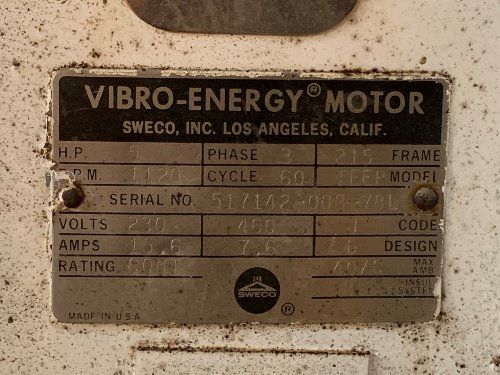 VIBRO-ENERGY® MOTOR
SWECO, INC. LOS ANGELES, CALIF.
H.P. 5 PHASE 3 215 FRAME
P.M. 1120 CYCLE 60 MODEL
SERIAL NO.
VOLTS 230 460 CODE
AMPS 15.6 7.6 DESIGN
RATING MAX AMB
INSUL SYSTEM
SWECO ®
MADE IN U.S.A